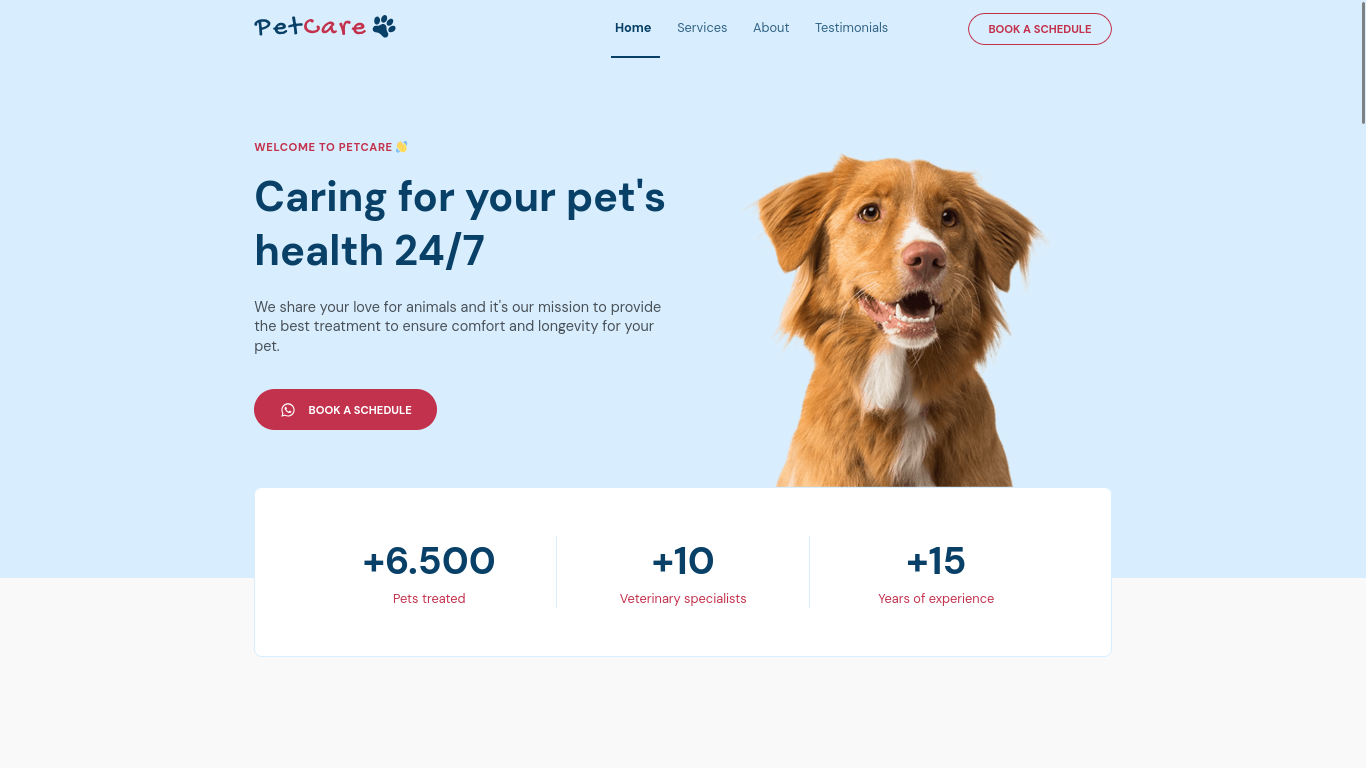 PetCare
Home Services About Testimonials
BOOK A SCHEDULE
WELCOME TO PETCARE 👋
Caring for your pet's
health 24/7
We share your love for animals and it's our mission to provide
the best treatment to ensure comfort and longevity for your
pet.
BOOK A SCHEDULE
+6.500
Pets treated
+10
Veterinary specialists
+15
Years of experience